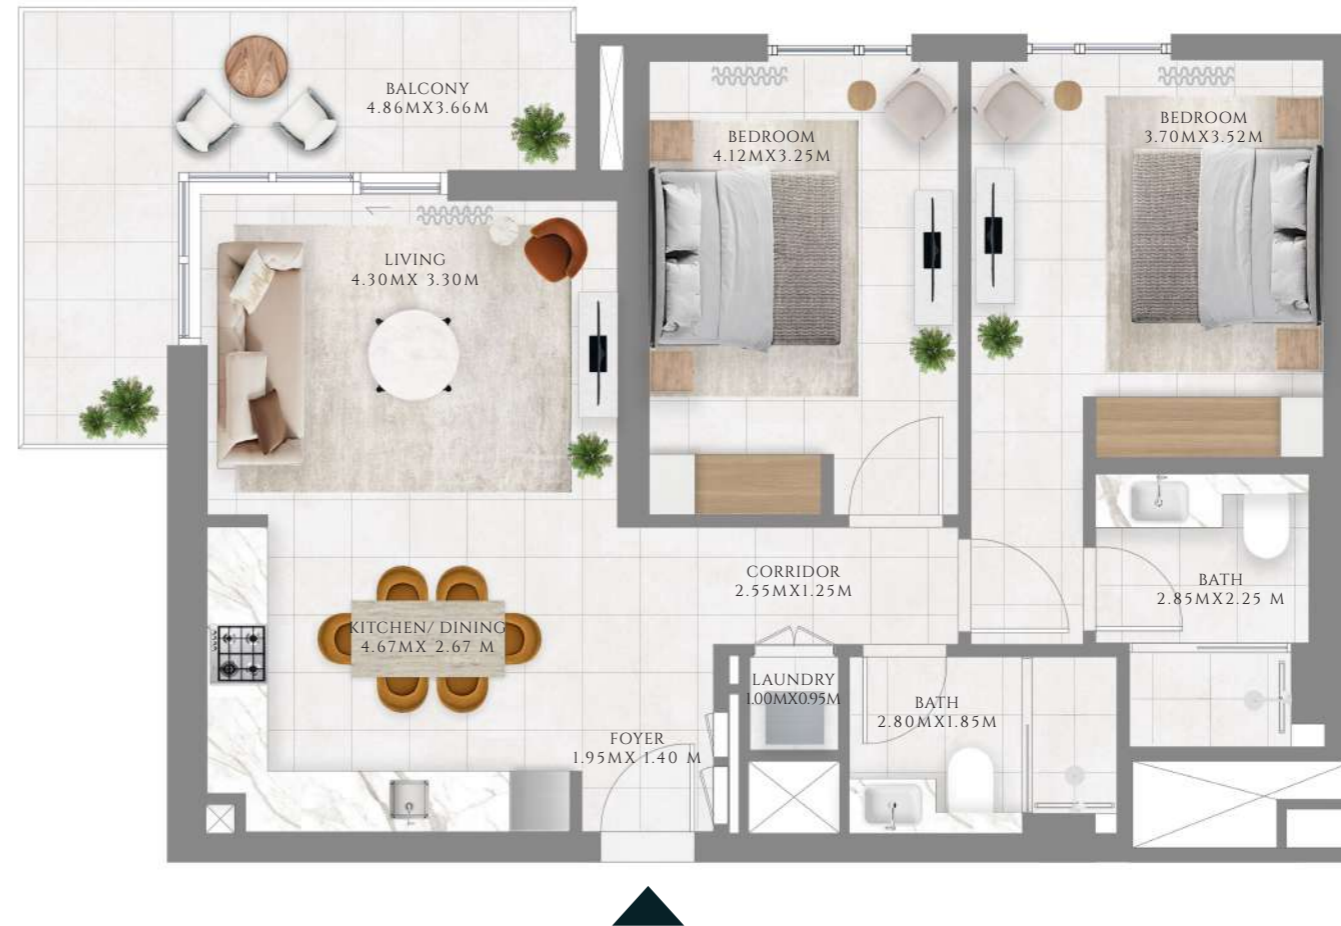 BALCONY
4.86MX3.66M
BEDROOM
4.12MX3.25M
BEDROOM
3.70MX3.52M
LIVING
4.30MX 3.30M
CORRIDOR
2.55MX1.25M
BATH
2.85MX2.25 M
KITCHEN/ DINING
4.67MX 2.67 M
LAUNDRY
1.00MX0.95M
BATH
2.80MX1.85M
FOYER
1.95MX 1.40 M